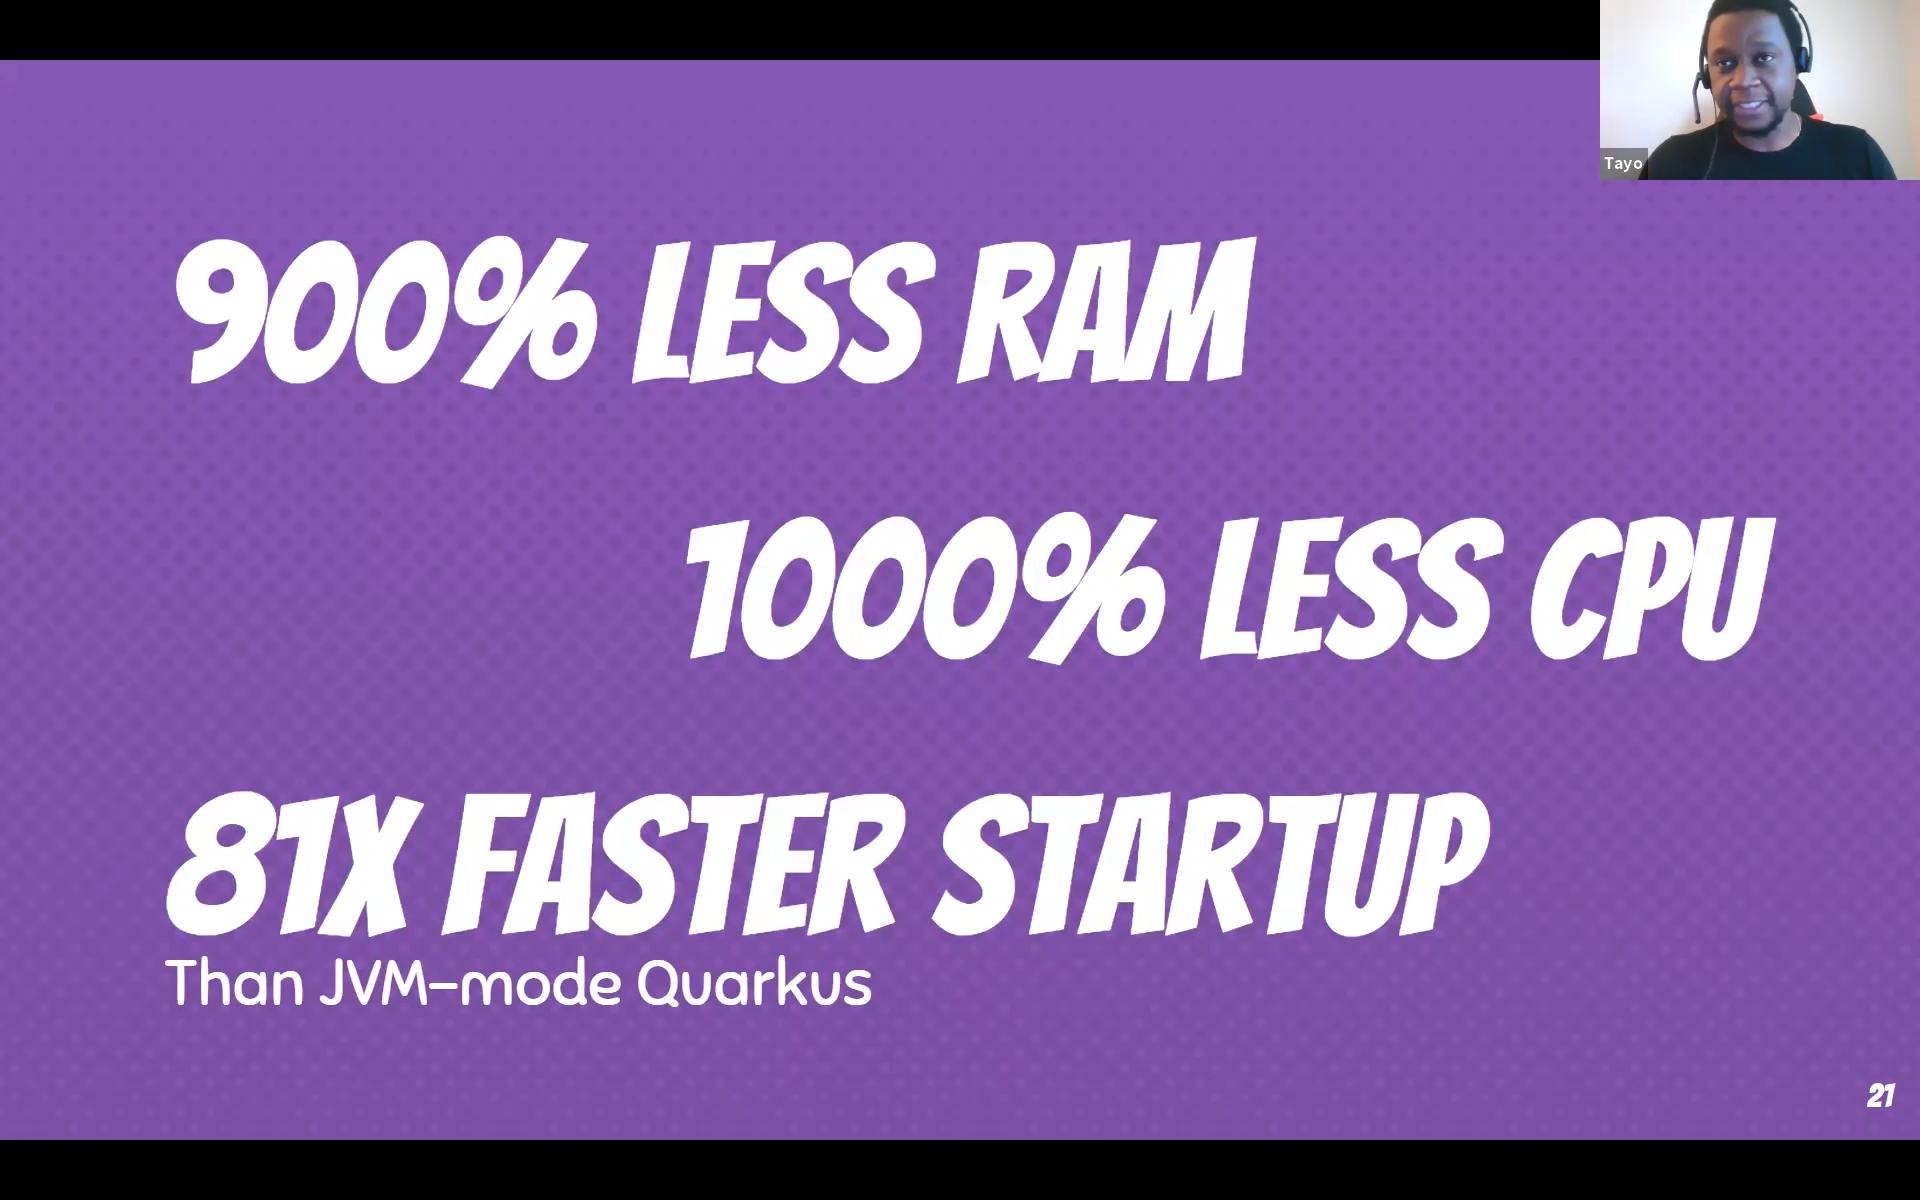 Tayo
900% LESS RAM
1000% LESS CPU
81X FASTER STARTUP
Than JVM-mode Quarkus
21